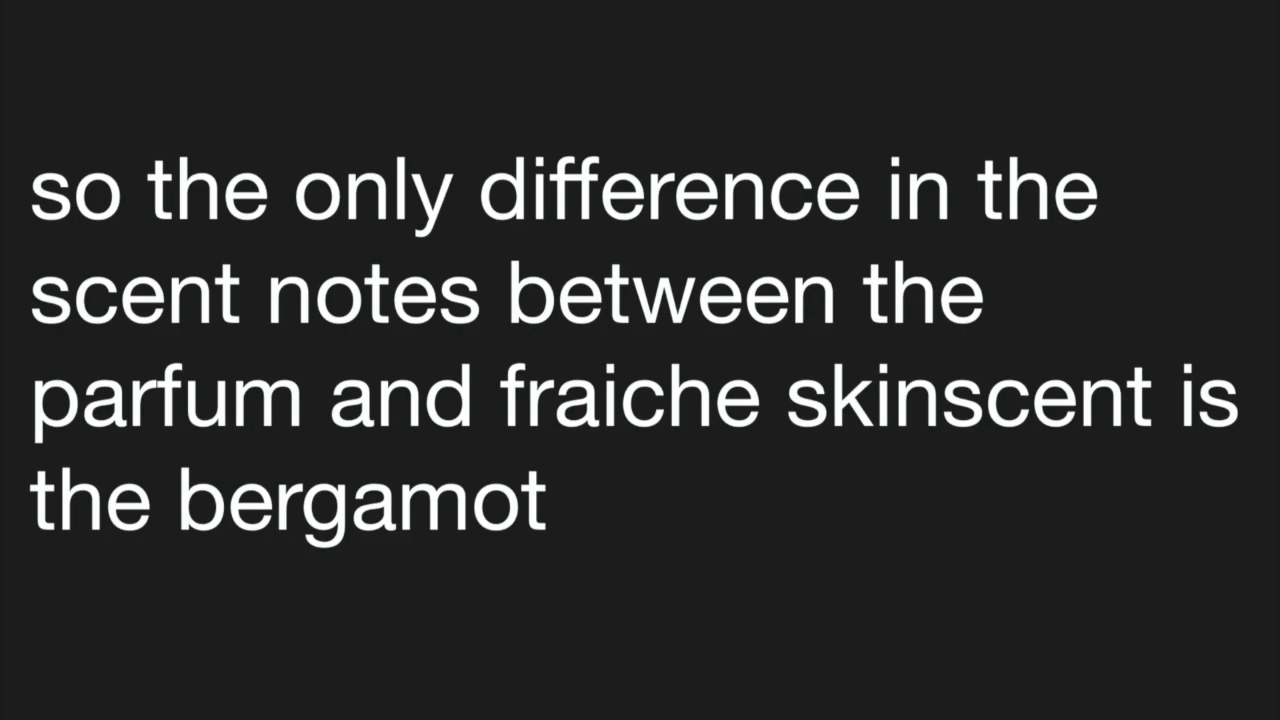 so the only difference in the
scent notes between the
parfum and fraiche skinscent is
the bergamot